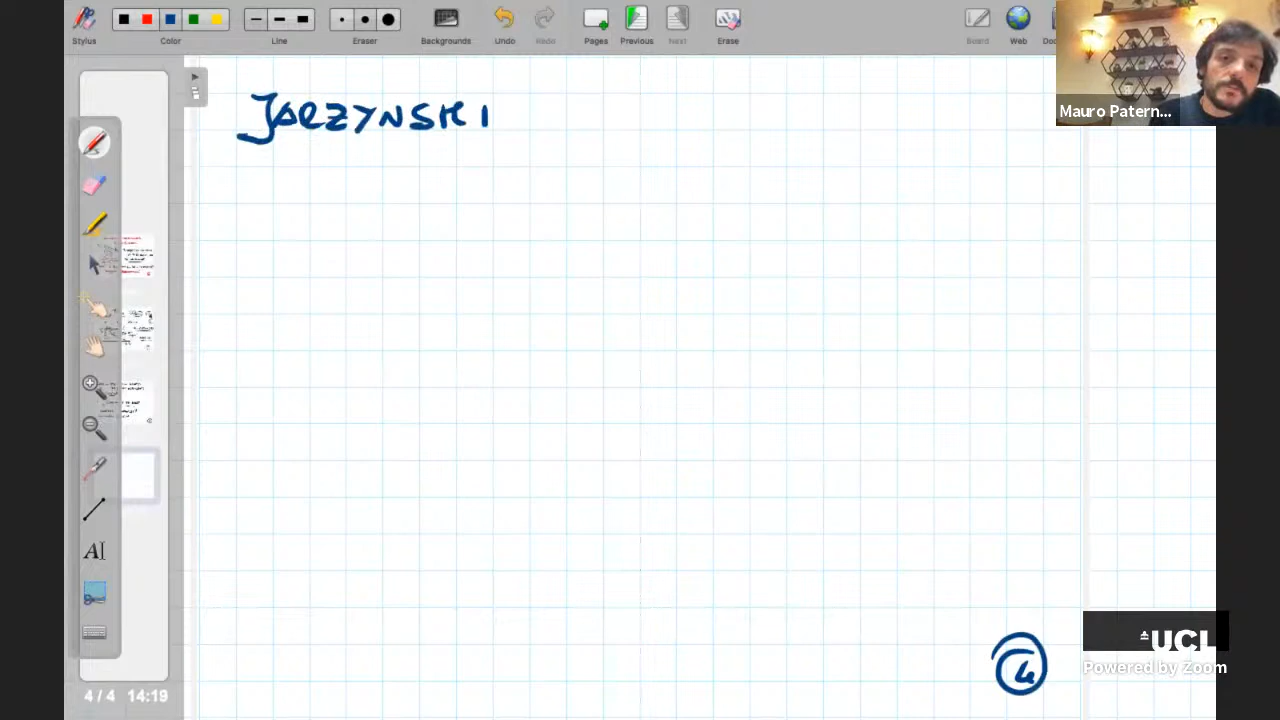 Stylus
Color
Line
Eraser
Backgrounds
Undo
Redo
Pages
Previous
Next
Erase
Board
Web
JARZYNSKI
Mauro Patern...
A
4 / 4 14:19
4
UCL
Powered by Zoom